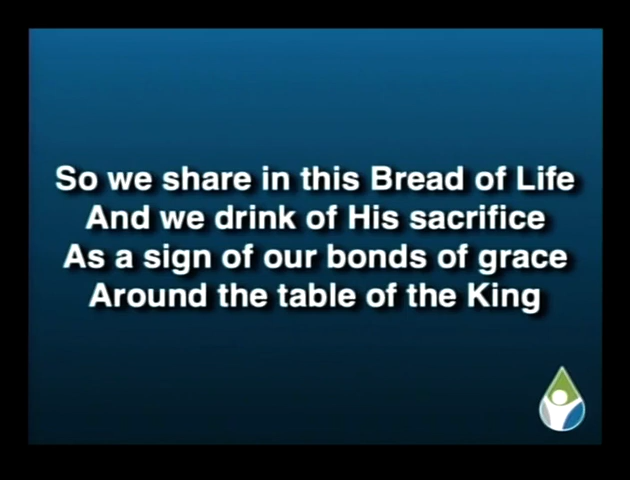 So we share in this Bread of Life
And we drink of His sacrifice
As a sign of our bonds of grace
Around the table of the King